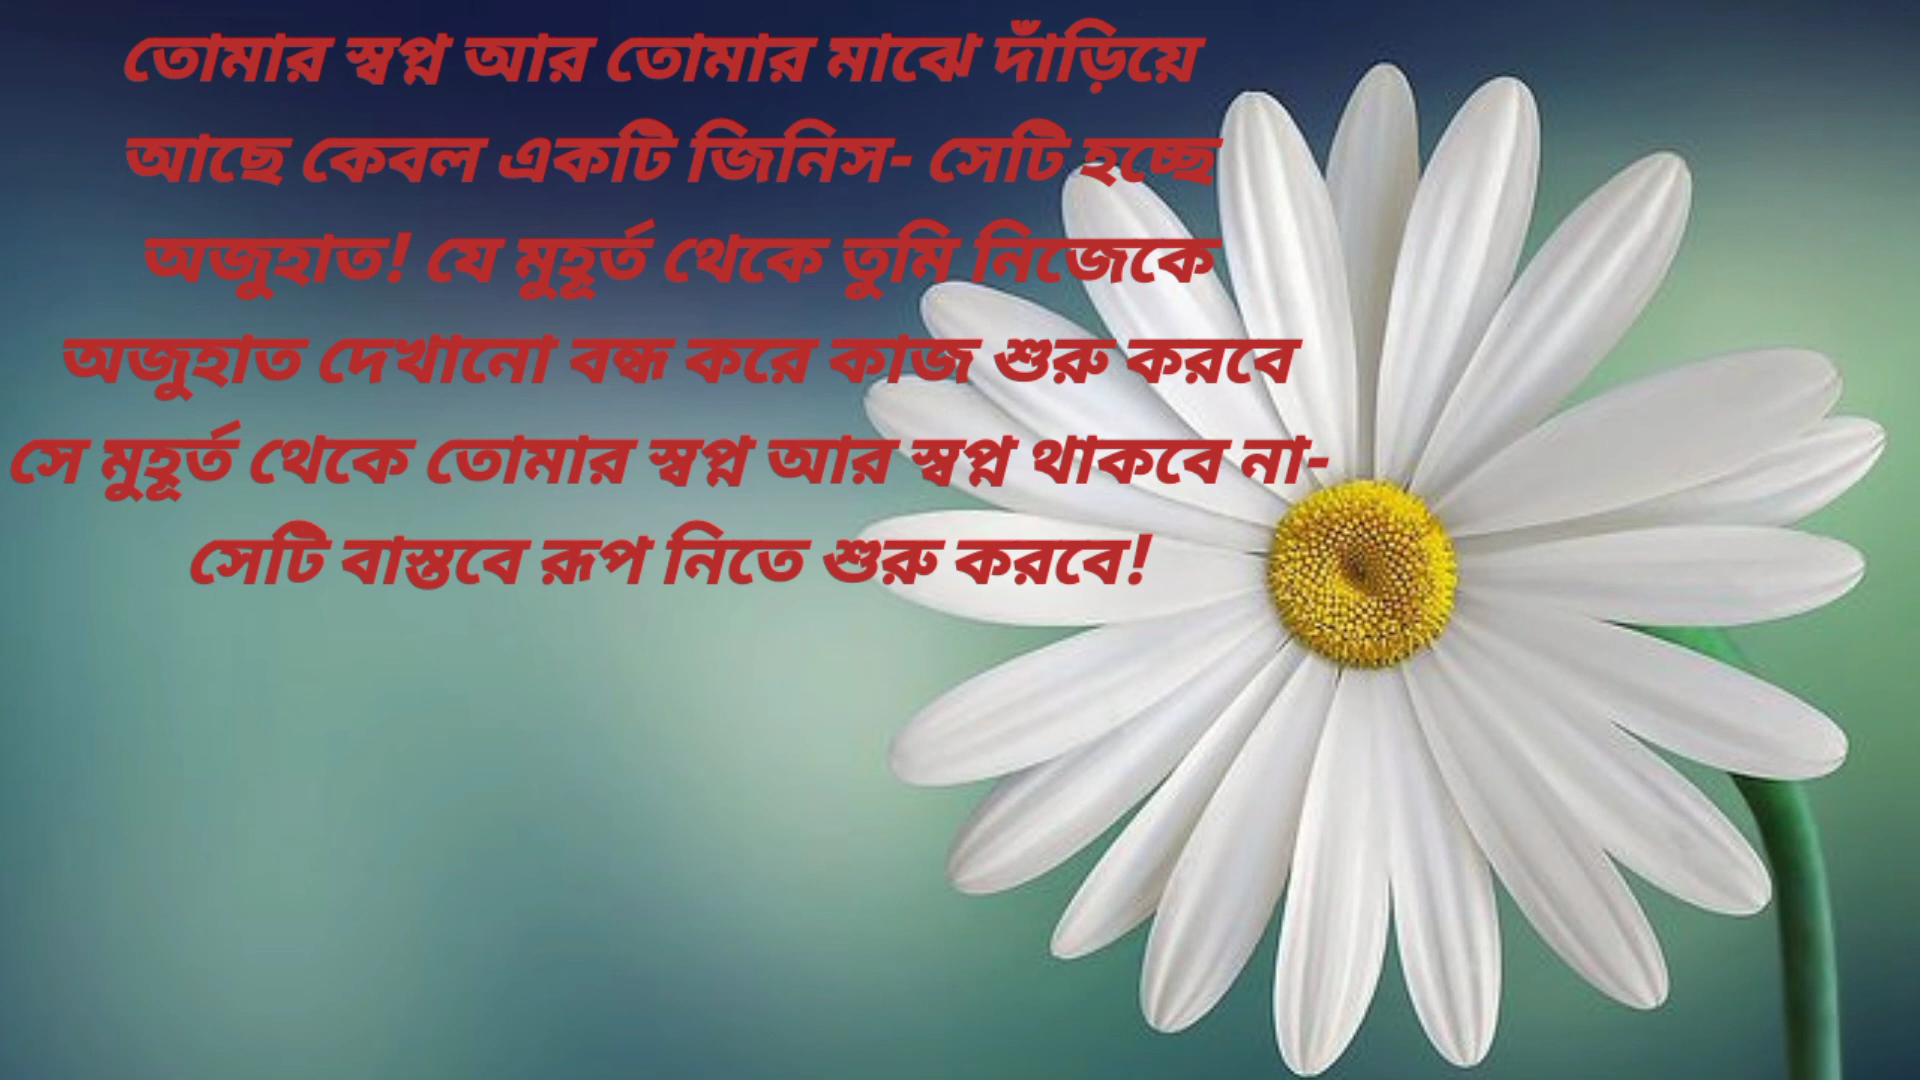 তোমার স্বপ্ন আর তোমার মাঝে দাঁড়িয়ে
আছে কেবল একটি জিনিস- সেটি হচ্ছে
অজুহাত! যে মুহূর্ত থেকে তুমি নিজেকে
অজুহাত দেখানো বন্ধ করে কাজ শুরু করবে
সে মুহূর্ত থেকে তোমার স্বপ্ন আর স্বপ্ন থাকবে না-
সেটি বাস্তবে রূপ নিতে শুরু করবে!